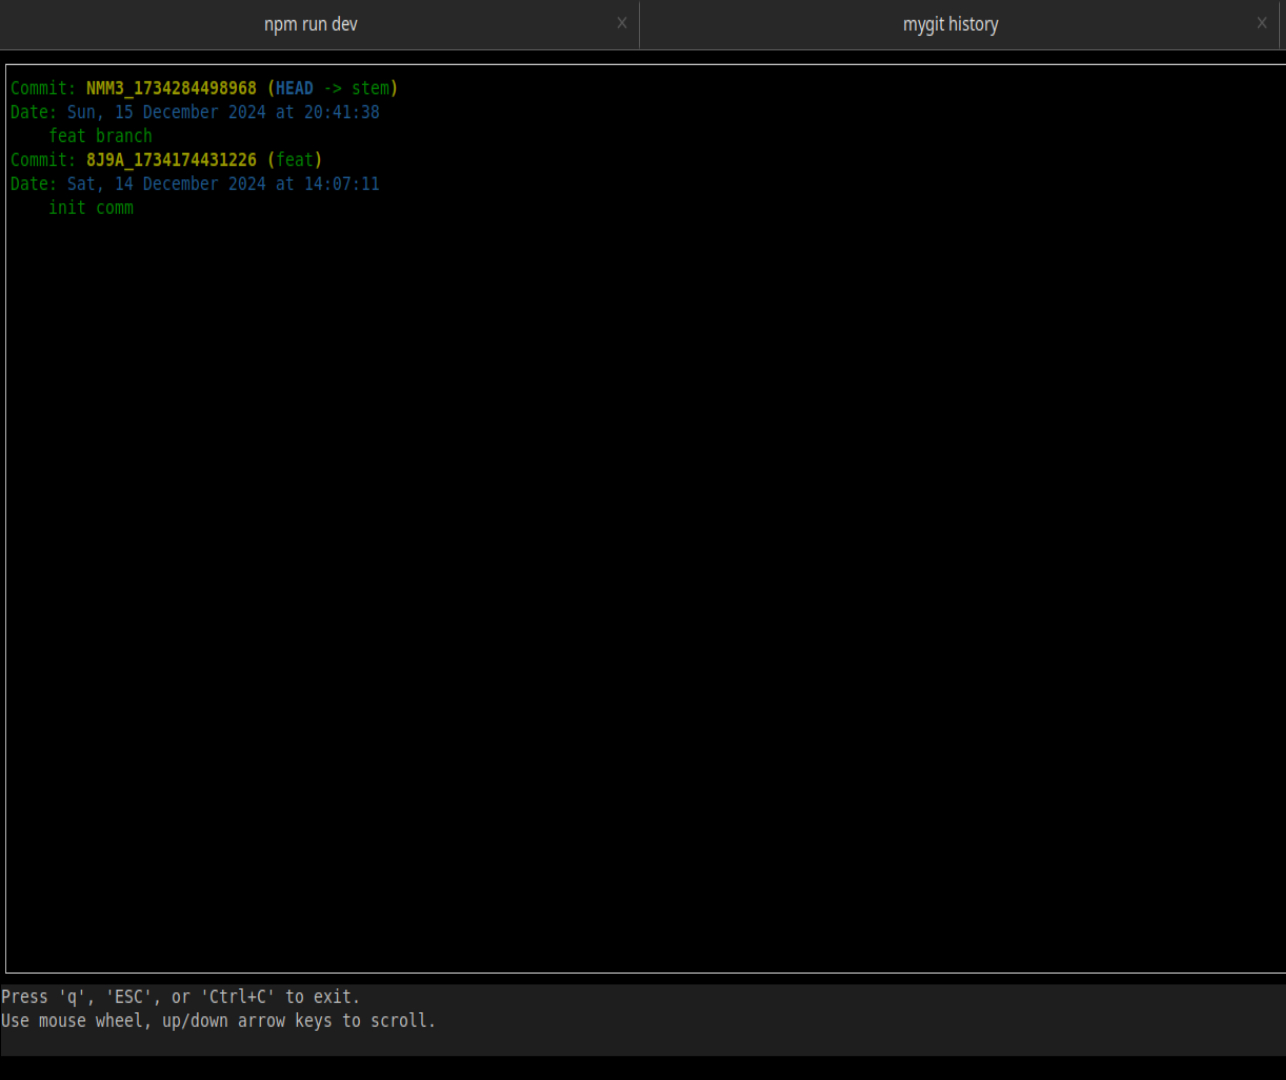 npm run dev × mygit history ×
Commit: NMM3_1734284498968 (HEAD -> stem)
Date: Sun, 15 December 2024 at 20:41:38
feat branch
Commit: 8J9A_1734174431226 (feat)
Date: Sat, 14 December 2024 at 14:07:11
init comm
Press 'q', 'ESC', or 'Ctrl+C' to exit.
Use mouse wheel, up/down arrow keys to scroll.